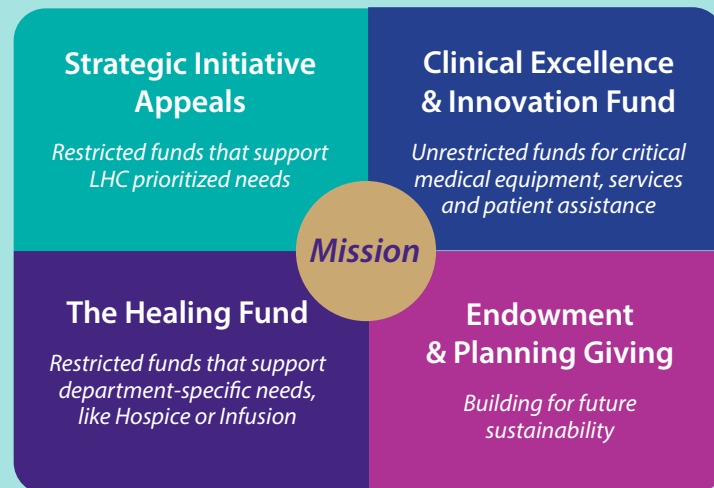 Strategic Initiative
Appeals
Restricted funds that support
LHC prioritized needs
Clinical Excellence
& Innovation Fund
Unrestricted funds for critical
medical equipment, services
and patient assistance
Mission
The Healing Fund
Restricted funds that support
department-specific needs,
like Hospice or Infusion
Endowment
& Planning Giving
Building for future
sustainability